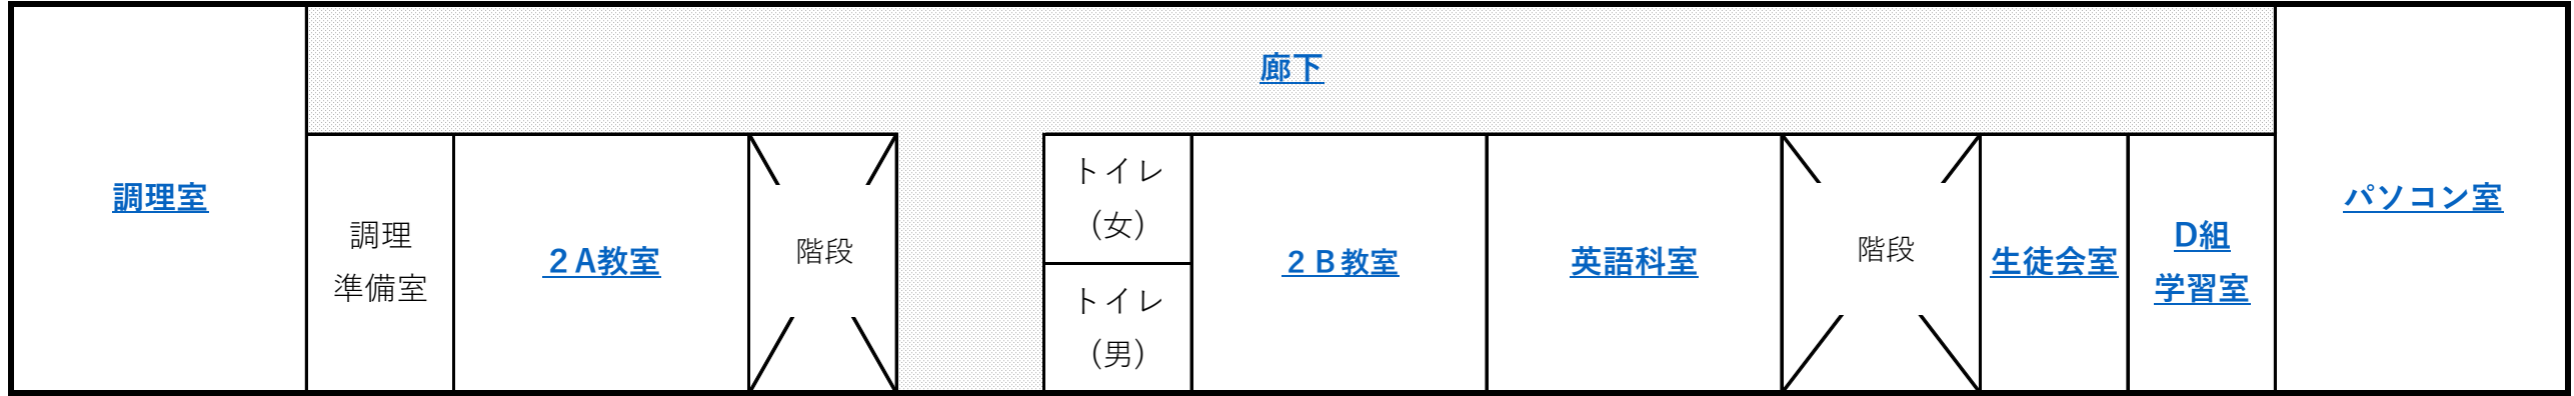 廊下
調理室
調理
準備室
２A教室
階段
トイレ
（女）
トイレ
（男）
２Ｂ教室
英語科室
階段
生徒会室
D組
学習室
パソコン室